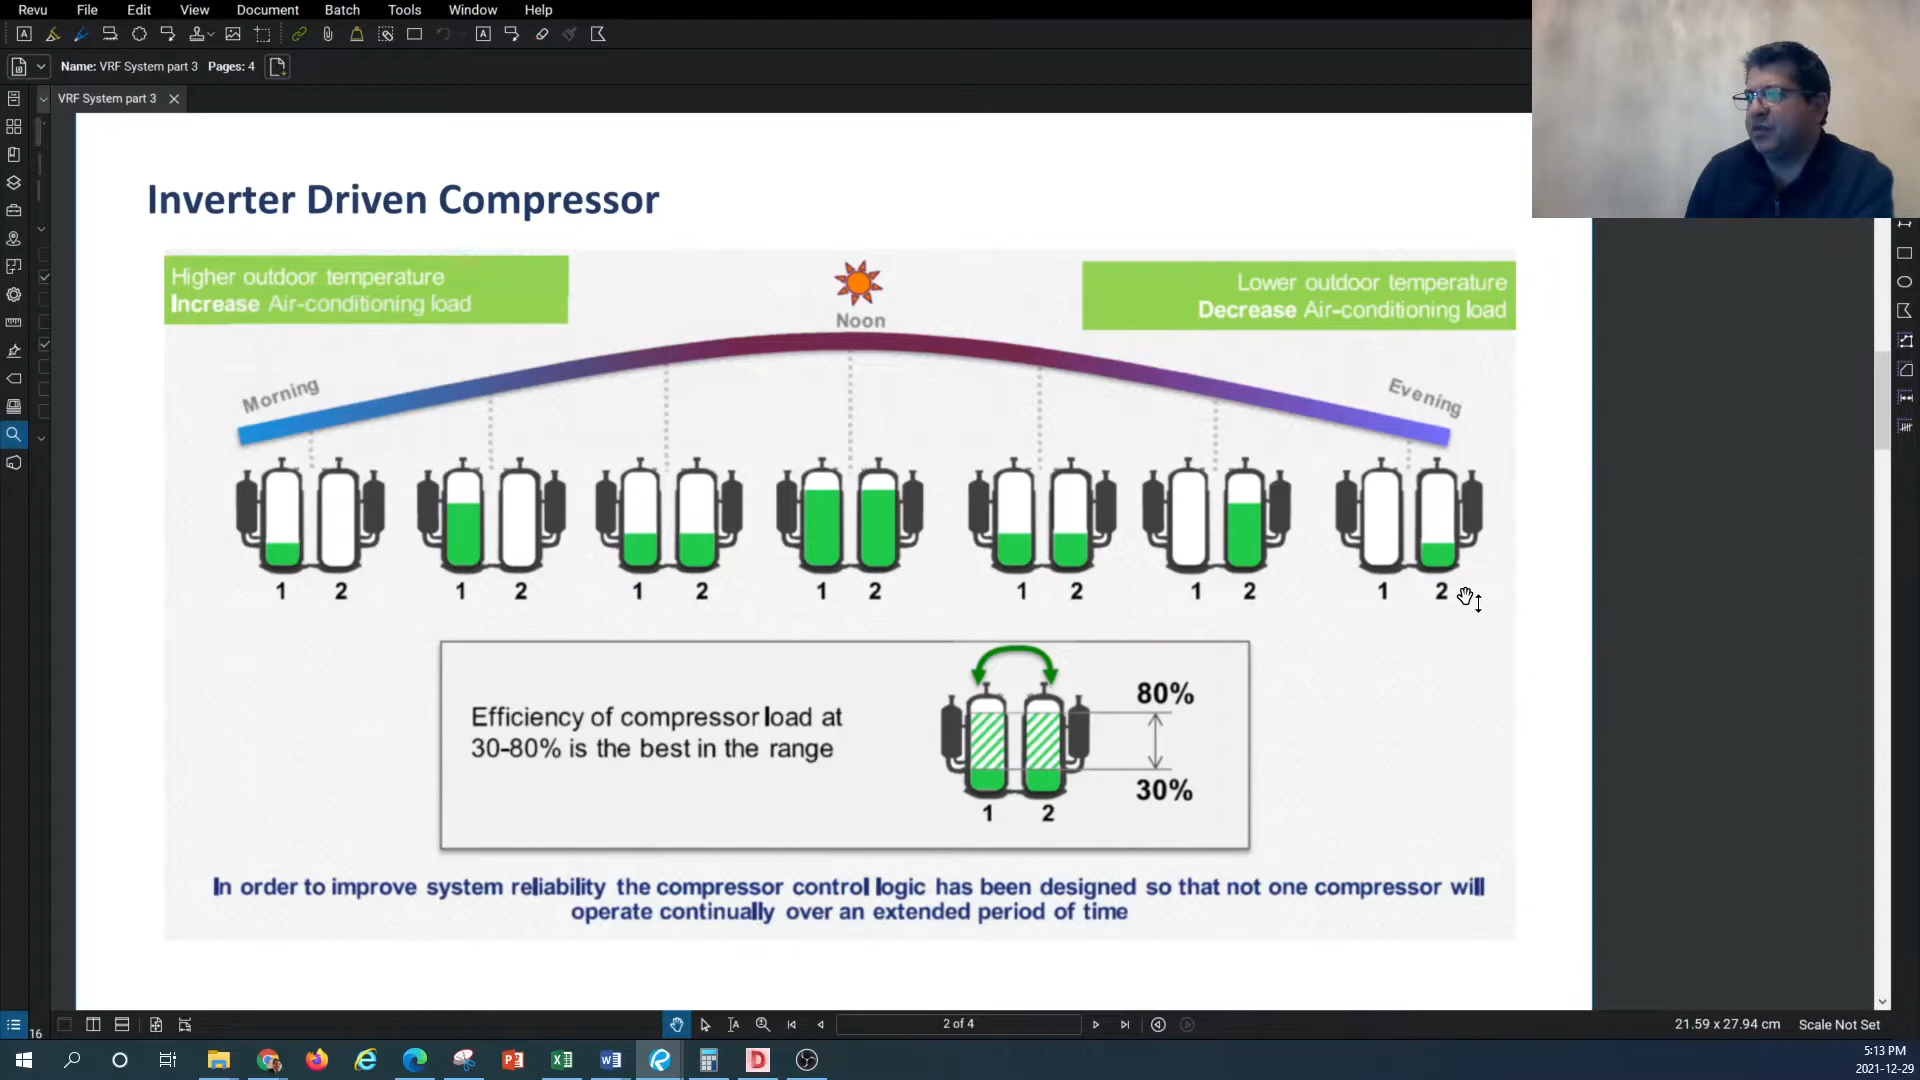 Revu File Edit View Document Batch Tools Window Help
Name: VRF System part 3 Pages: 4
VRF System part 3
Inverter Driven Compressor
Higher outdoor temperature
Increase Air-conditioning load
Noon
Lower outdoor temperature
Decrease Air-conditioning load
Morning
Evening
1 2 1 2 1 2 1 2 1 2 1 2 1 2
Efficiency of compressor load at
30-80% is the best in the range
80%
30%
1 2
In order to improve system reliability the compressor control logic has been designed so that not one compressor will
operate continually over an extended period of time
16
2 of 4
21.59 x 27.94 cm Scale Not Set
5:13 PM
2021-12-29